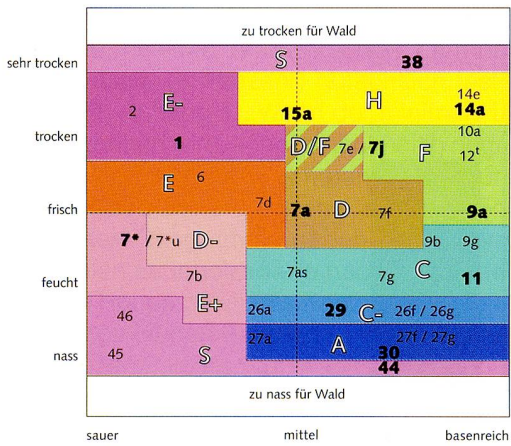 zu trocken für Wald
sehr trocken
S
38
E-
2
H
14e
15a
14a
trocken
1
D/F
7e / 7j
F
10a
12t
E
6
7d
7a
D
7f
9a
frisch
7* / 7*u
D-
9b
9g
7b
7as
7g
C
11
feucht
E+
46
26a
29
C-
26f / 26g
27a
A
27f / 27g
45
S
30
nass
44
zu nass für Wald
sauer
mittel
basenreich